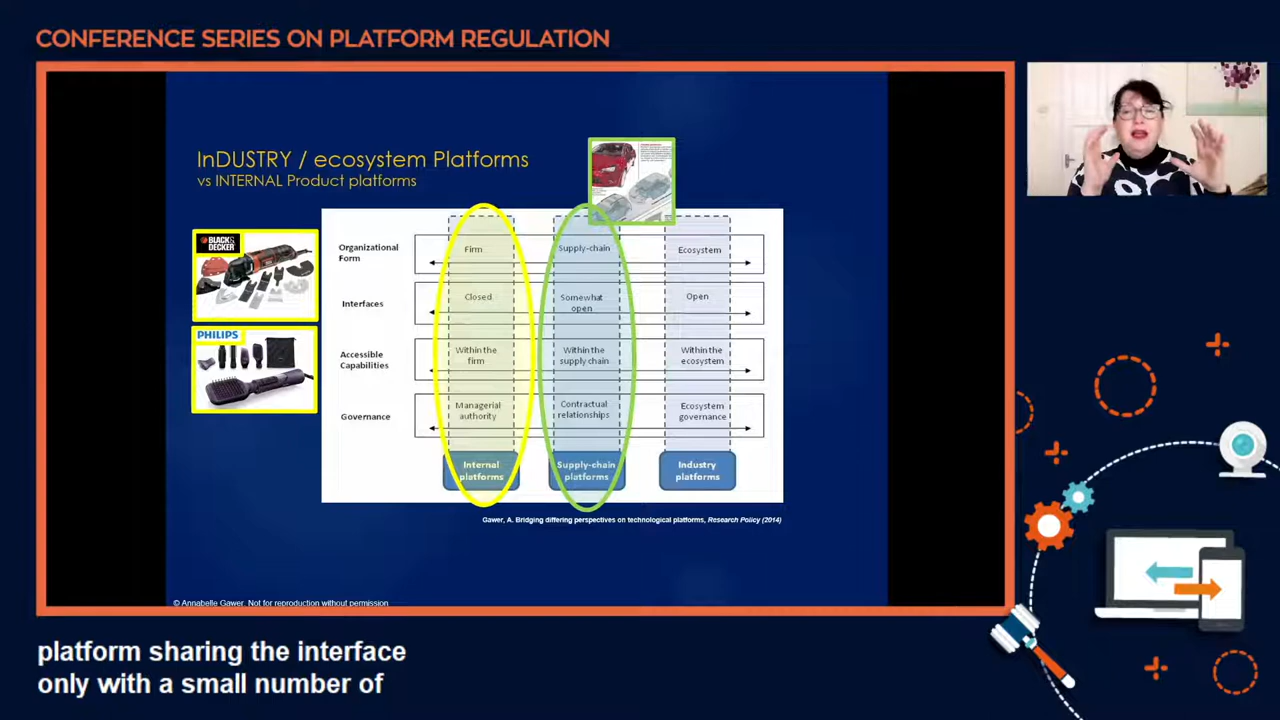 CONFERENCE SERIES ON PLATFORM REGULATION
InDUSTRY / ecosystem Platforms
vs INTERNAL Product platforms
BLACK&
DECKER
PHILIPS
Organizational
Form
Firm
Supply-chain
Ecosystem
Interfaces
Closed
Somewhat
open
Open
Accessible
Capabilities
Within the
firm
Within the
supply chain
Within the
ecosystem
Governance
Managerial
authority
Contractual
relationships
Ecosystem
governance
Internal
platforms
Supply-chain
platforms
Industry
platforms
Gawer, A. Bridging differing perspectives on technological platforms, Research Policy (2014)
© Annabelle Gawer. Not for reproduction without permission
platform sharing the interface
only with a small number of